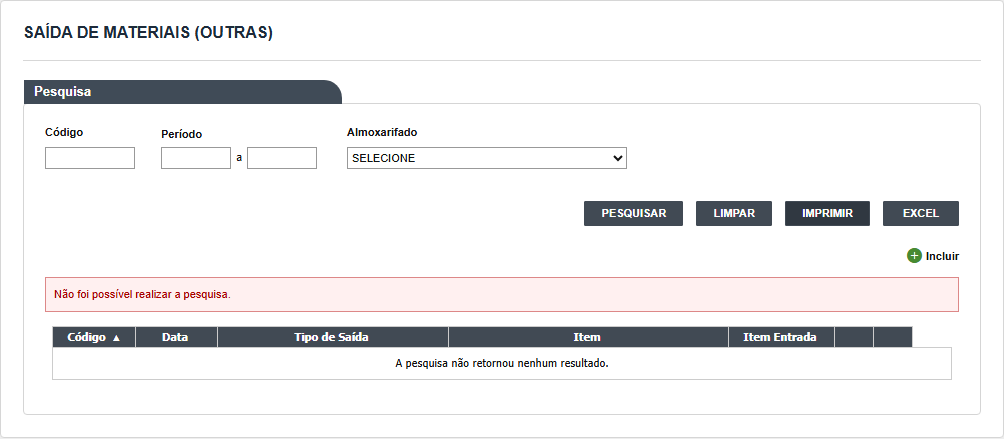 SAÍDA DE MATERIAIS (OUTRAS)
Pesquisa
Código Período Almoxarifado
a SELECIONE
PESQUISAR LIMPAR IMPRIMIR EXCEL
Incluir
Não foi possível realizar a pesquisa.
Código ▲ Data Tipo de Saída Item Item Entrada
A pesquisa não retornou nenhum resultado.